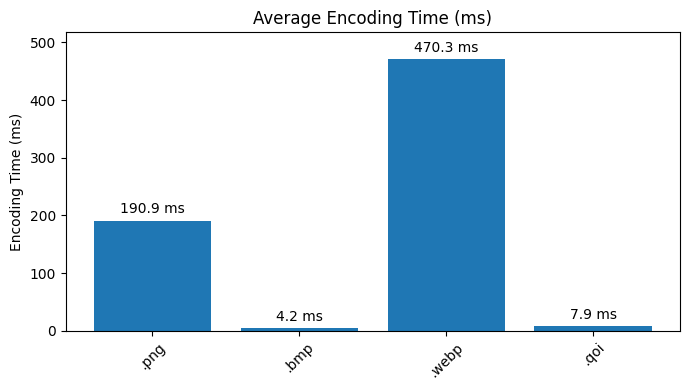 Average Encoding Time (ms)
Encoding Time (ms)
500
400
300
200
100
0
190.9 ms
4.2 ms
470.3 ms
7.9 ms
.png
.bmp
.webp
.qoi